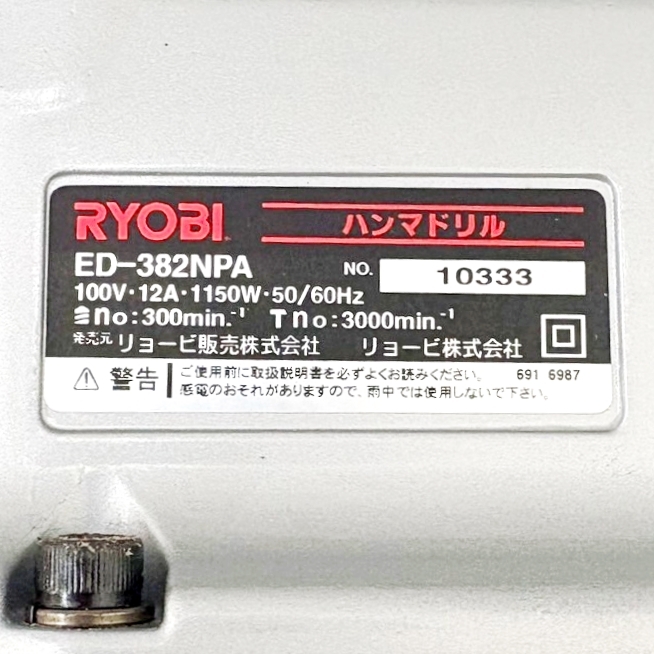 RYOBI ハンマドリル
ED-382NPA NO. 10333
100V・12A・1150W・50/60Hz
no:300min.⁻¹ T no:3000min.⁻¹
発売元 リョービ販売株式会社 リョービ株式会社
⚠ 警告 ご使用前に取扱説明書を必ずよくお読みください。 691 6987
感電のおそれがありますので、雨中では使用しないで下さい。